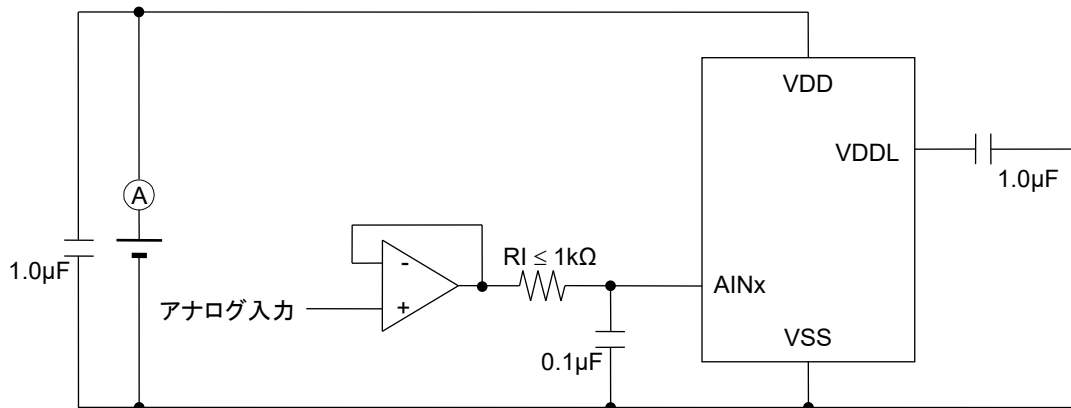 VDD
VDDL
1.0µF
A
1.0µF
RI ≤ 1kΩ
-
+
アナログ入力
AINx
0.1µF
VSS